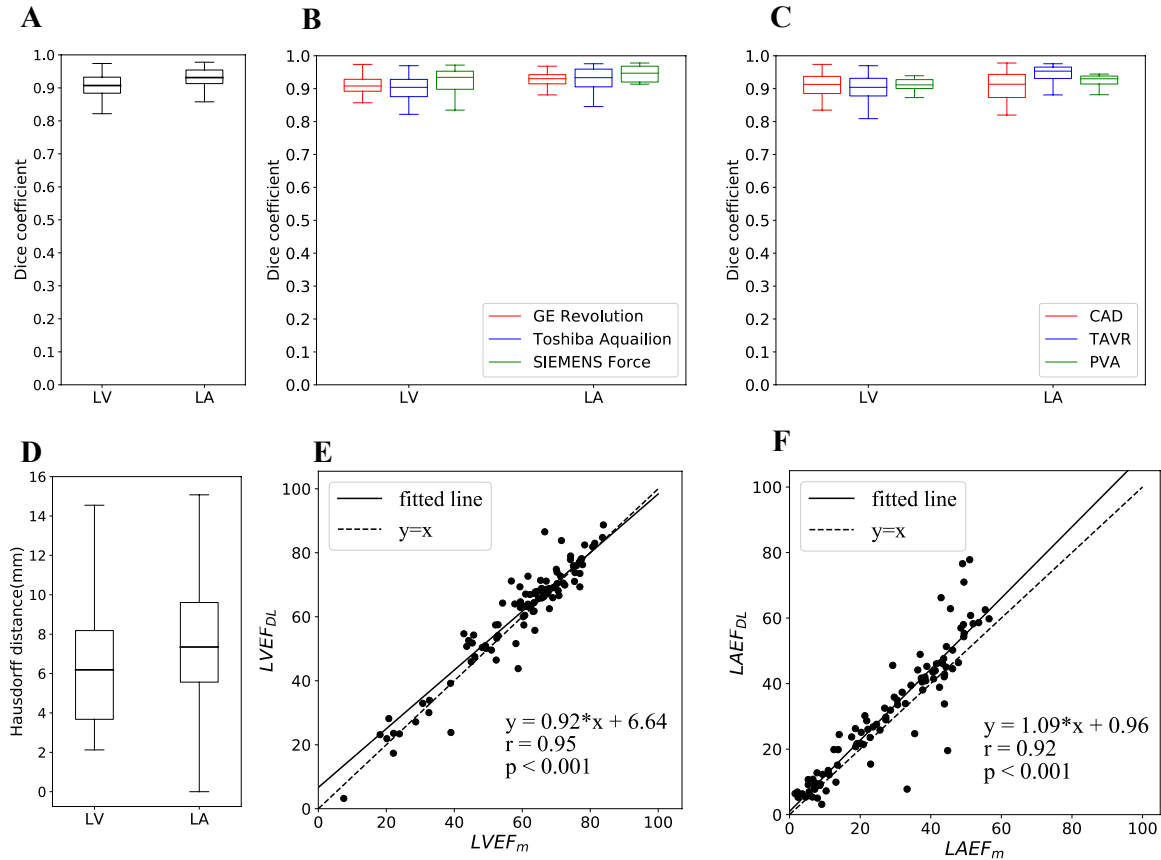 A
Dice coefficient
1.0
0.9
0.8
0.7
0.6
0.5
0.4
0.3
0.2
0.1
0.0
LV LA
B
Dice coefficient
1.0
0.9
0.8
0.7
0.6
0.5
0.4
0.3
0.2
0.1
0.0
GE Revolution
Toshiba Aquailion
SIEMENS Force
LV LA
C
Dice coefficient
1.0
0.9
0.8
0.7
0.6
0.5
0.4
0.3
0.2
0.1
0.0
CAD
TAVR
PVA
LV LA
D
Hausdorff distance(mm)
16
14
12
10
8
6
4
2
0
LV LA
E
LVEF_DL
100
80
60
40
20
0
fitted line
y=x
y = 0.92*x + 6.64
r = 0.95
p < 0.001
0 20 40 60 80 100
LVEF_m
F
LAEF_DL
100
80
60
40
20
0
fitted line
y=x
y = 1.09*x + 0.96
r = 0.92
p < 0.001
0 20 40 60 80 100
LAEF_m